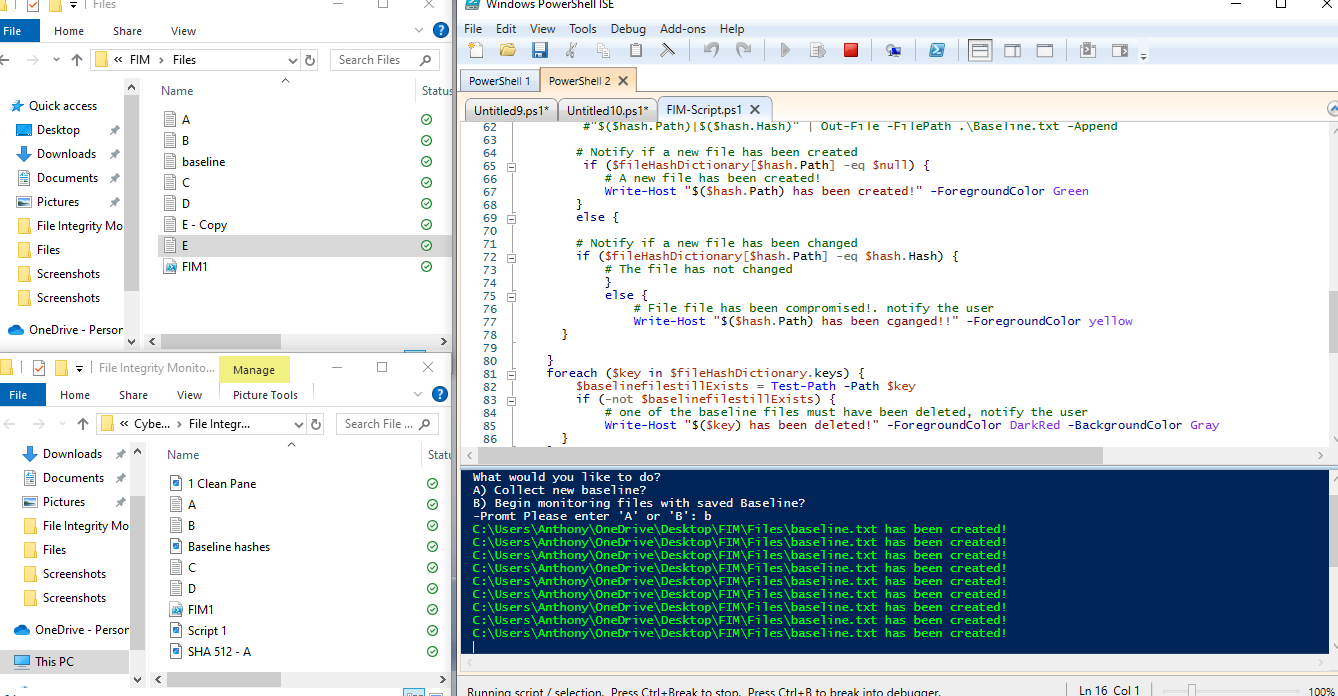 Files
File Home Share View
« FIM > Files
Search Files
Name
Status
Quick access
Desktop
Downloads
Documents
Pictures
File Integrity Mo
Files
Screenshots
Screenshots
OneDrive - Person
A
B
baseline
C
D
E - Copy
E
FIM1
File Integrity Monito...
Manage
File Home Share View Picture Tools
« Cybe... > File Integr...
Search File ...
Name
Statu
Downloads
Documents
Pictures
File Integrity Mo
Files
Screenshots
Screenshots
OneDrive - Person
This PC
1 Clean Pane
A
B
Baseline hashes
C
D
FIM1
Script 1
SHA 512 - A
Windows PowerShell ISE
File Edit View Tools Debug Add-ons Help
PowerShell 1 PowerShell 2
Untitled9.ps1* Untitled10.ps1* FIM-Script.ps1
62 #"$($hash.Path)|$($hash.Hash)" | Out-File -FilePath .\Baseline.txt -Append
63
64 # Notify if a new file has been created
65 if ($fileHashDictionary[$hash.Path] -eq $null) {
66 # A new file has been created!
67 Write-Host "$($hash.Path) has been created!" -ForegroundColor Green
68 }
69 else {
70
71 # Notify if a new file has been changed
72 if ($fileHashDictionary[$hash.Path] -eq $hash.Hash) {
73 # The file has not changed
74 }
75 else {
76 # File file has been compromised!. notify the user
77 Write-Host "$($hash.Path) has been cganged!!" -ForegroundColor yellow
78 }
79
80 }
81 foreach ($key in $fileHashDictionary.keys) {
82 $baselinefilestillExists = Test-Path -Path $key
83 if (-not $baselinefilestillExists) {
84 # one of the baseline files must have been deleted, notify the user
85 Write-Host "$($key) has been deleted!" -ForegroundColor DarkRed -BackgroundColor Gray
86 }
What would you like to do?
A) Collect new baseline?
B) Begin monitoring files with saved Baseline?
-Promt Please enter 'A' or 'B': b
C:\Users\Anthony\OneDrive\Desktop\FIM\Files\baseline.txt has been created!
C:\Users\Anthony\OneDrive\Desktop\FIM\Files\baseline.txt has been created!
C:\Users\Anthony\OneDrive\Desktop\FIM\Files\baseline.txt has been created!
C:\Users\Anthony\OneDrive\Desktop\FIM\Files\baseline.txt has been created!
C:\Users\Anthony\OneDrive\Desktop\FIM\Files\baseline.txt has been created!
C:\Users\Anthony\OneDrive\Desktop\FIM\Files\baseline.txt has been created!
C:\Users\Anthony\OneDrive\Desktop\FIM\Files\baseline.txt has been created!
C:\Users\Anthony\OneDrive\Desktop\FIM\Files\baseline.txt has been created!
C:\Users\Anthony\OneDrive\Desktop\FIM\Files\baseline.txt has been created!
Running script / selection. Press Ctrl+Break to stop. Press Ctrl+B to break into debugger.
Ln 16 Col 1
100%